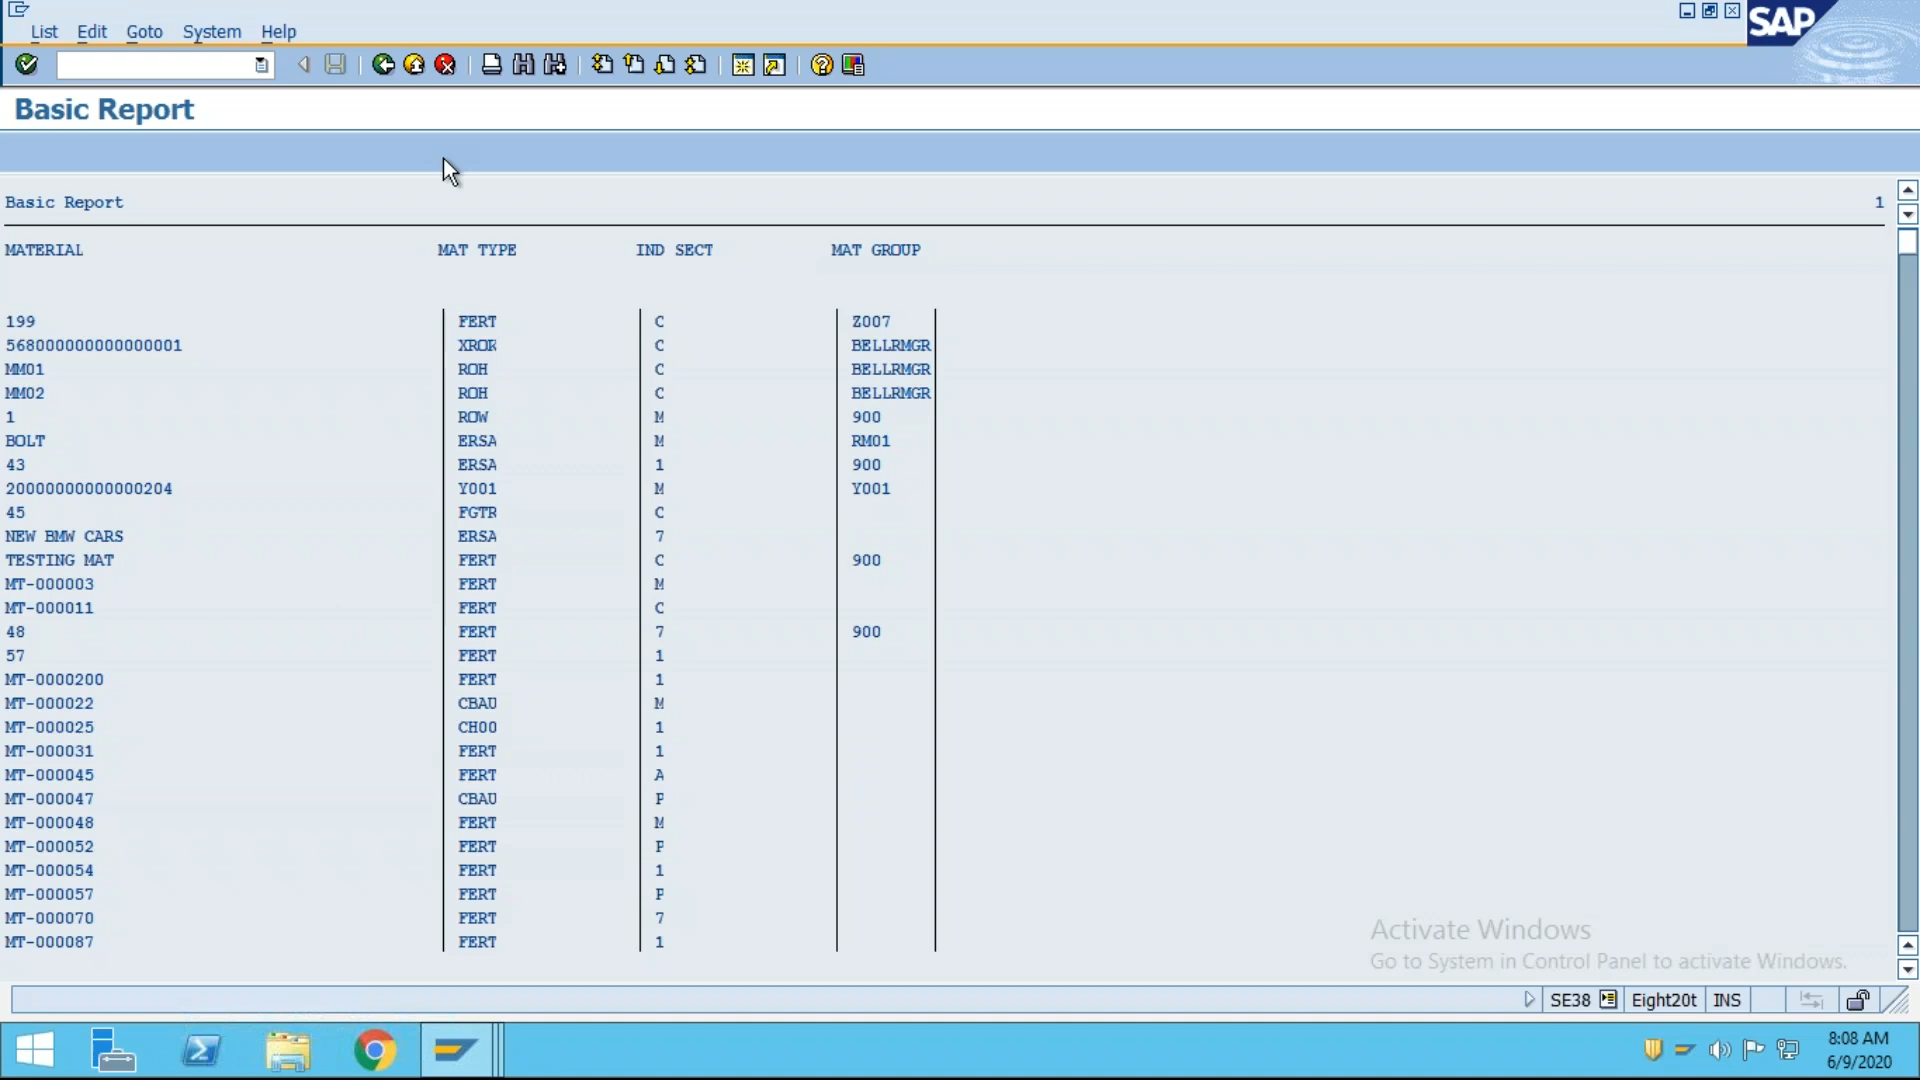 List Edit Goto System Help
SAP
Basic Report
Basic Report 1
MATERIAL MAT TYPE IND SECT MAT GROUP
199 FERT C Z007
568000000000000001 XROK C BELLRMGR
MM01 ROH C BELLRMGR
MM02 ROH C BELLRMGR
1 ROW M 900
BOLT ERSA M RM01
43 ERSA 1 900
20000000000000204 Y001 M Y001
45 FGTR C
NEW BMW CARS ERSA 7
TESTING MAT FERT C 900
MT-000003 FERT M
MT-000011 FERT C
48 FERT 7 900
57 FERT 1
MT-0000200 FERT 1
MT-000022 CBAU M
MT-000025 CH00 1
MT-000031 FERT 1
MT-000045 FERT A
MT-000047 CBAU P
MT-000048 FERT M
MT-000052 FERT P
MT-000054 FERT 1
MT-000057 FERT P
MT-000070 FERT 7
MT-000087 FERT 1
Activate Windows
Go to System in Control Panel to activate Windows.
SE38 Eight20t INS
8:08 AM
6/9/2020